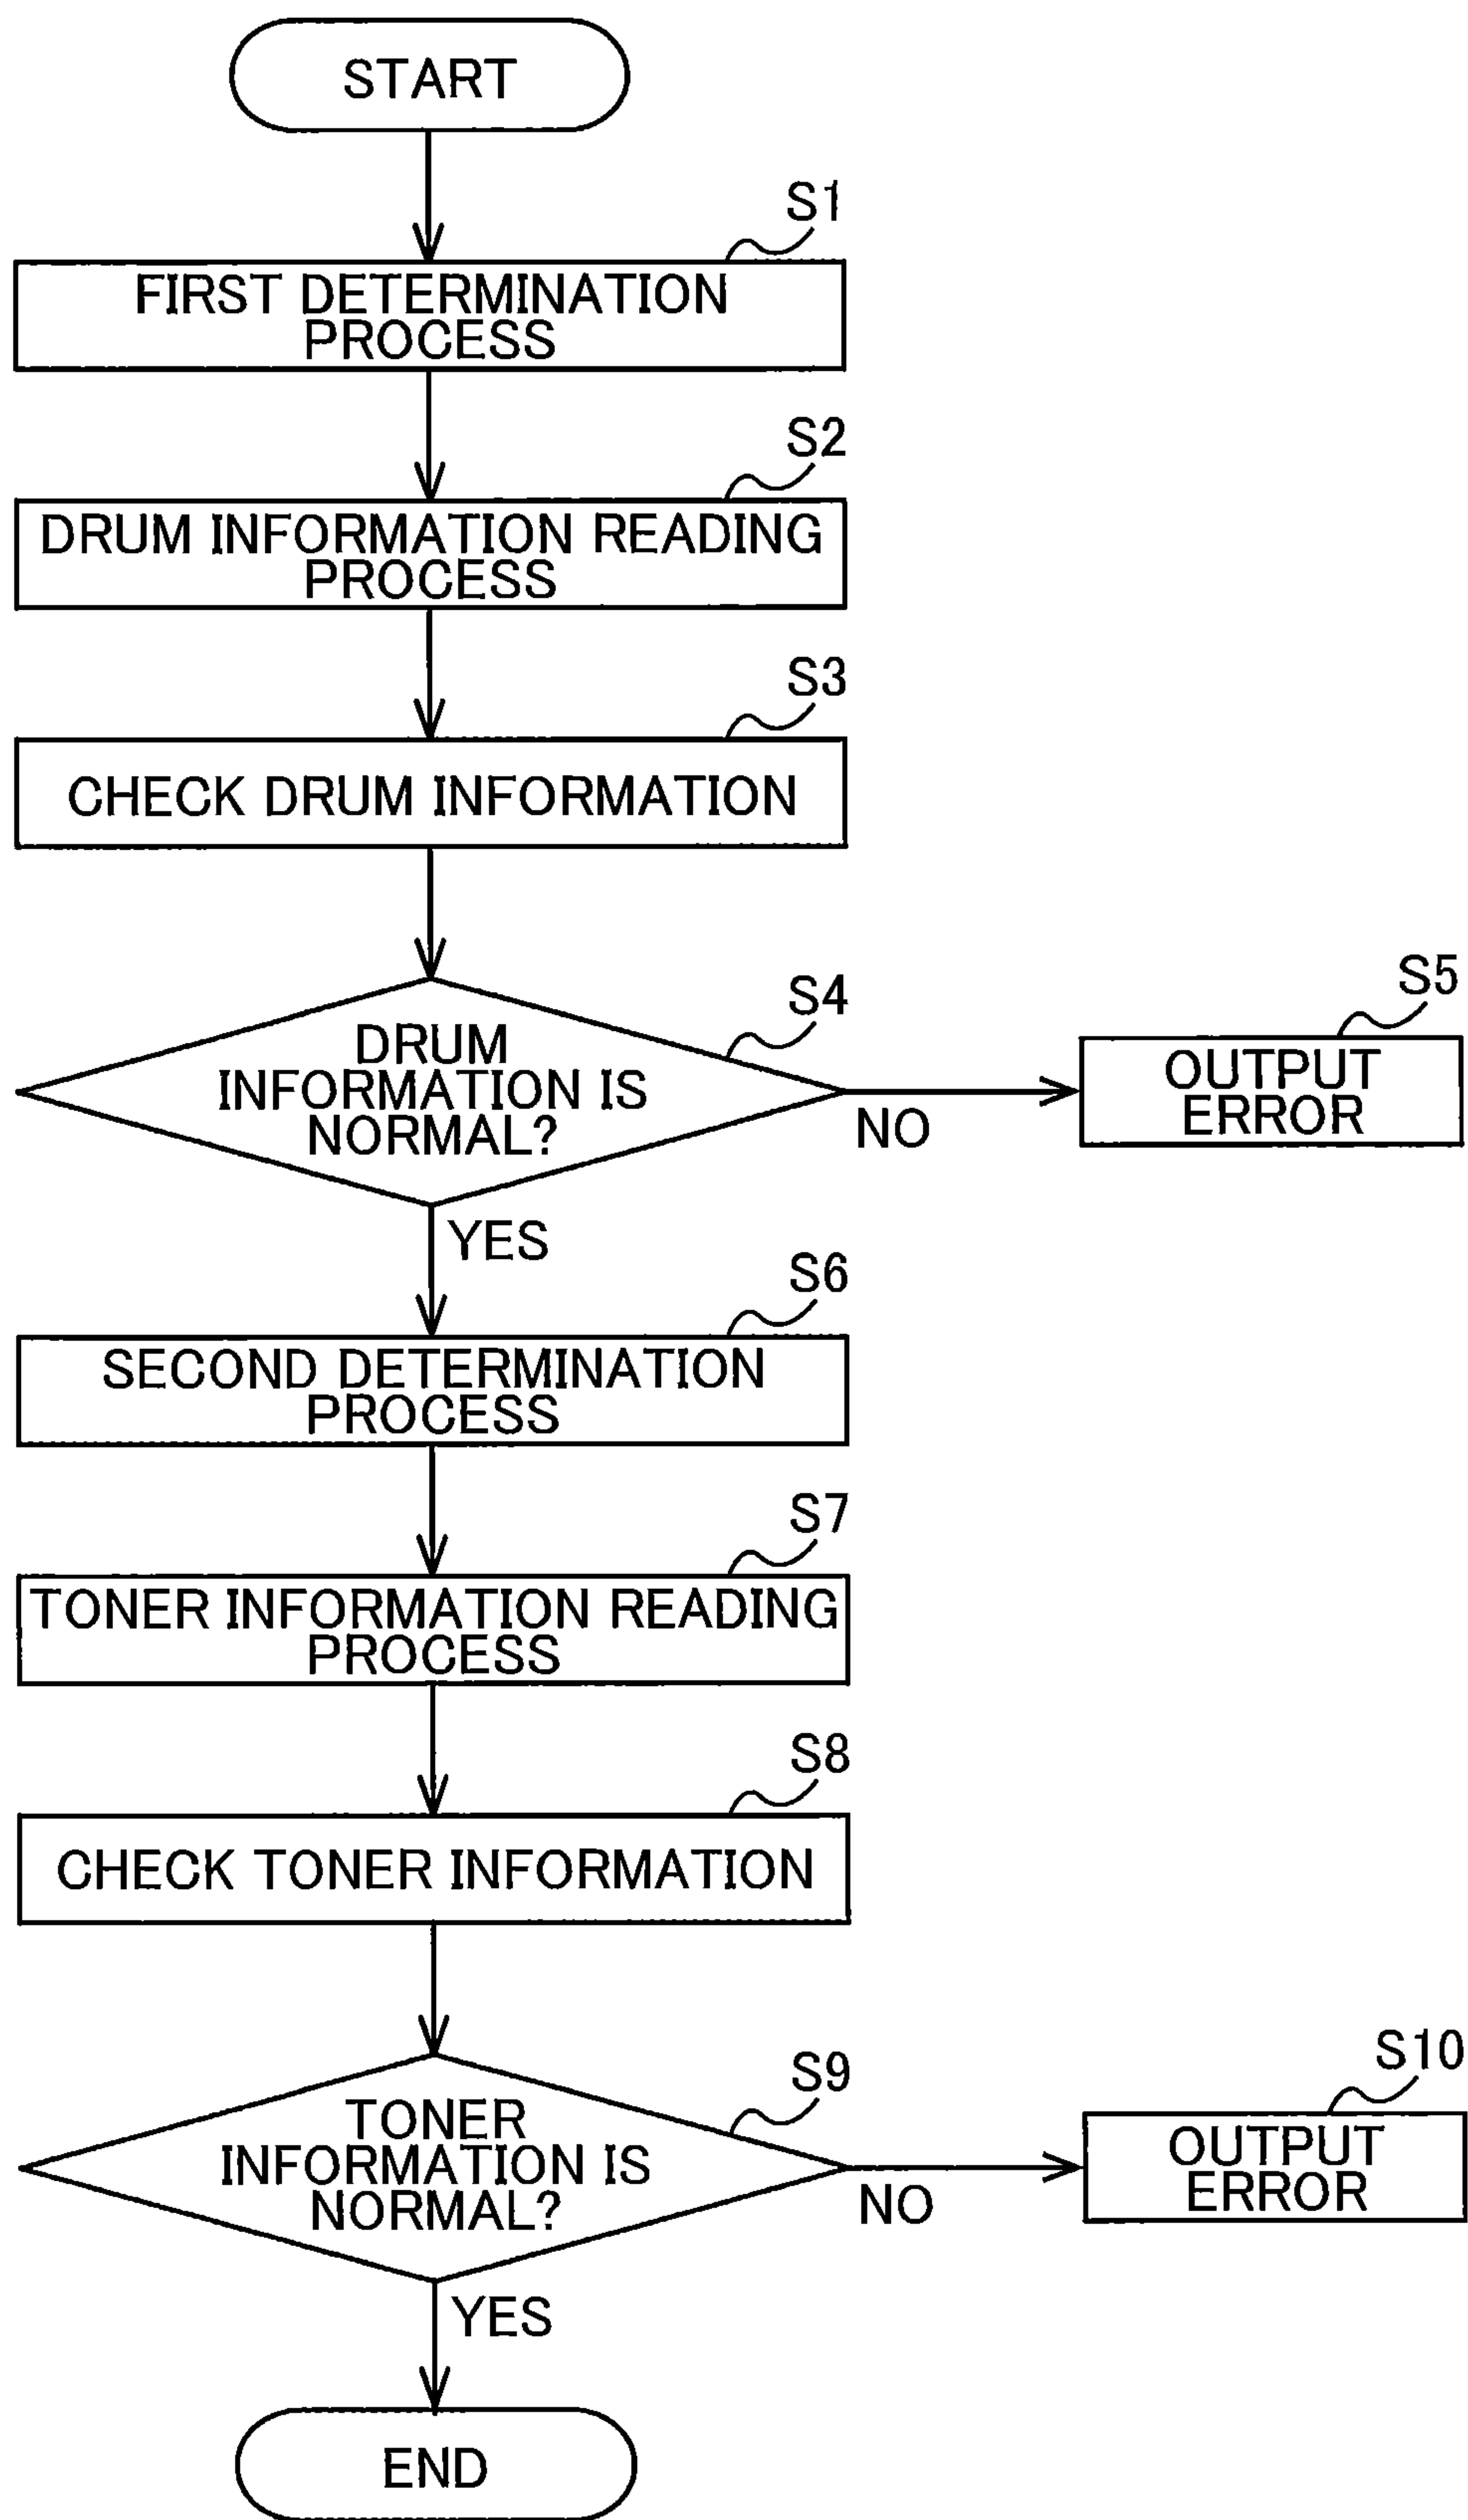 START
S1
FIRST DETERMINATION
PROCESS
S2
DRUM INFORMATION READING
PROCESS
S3
CHECK DRUM INFORMATION
S4
DRUM
INFORMATION IS
NORMAL?
NO
S5
OUTPUT
ERROR
YES
S6
SECOND DETERMINATION
PROCESS
S7
TONER INFORMATION READING
PROCESS
S8
CHECK TONER INFORMATION
S9
TONER
INFORMATION IS
NORMAL?
NO
S10
OUTPUT
ERROR
YES
END